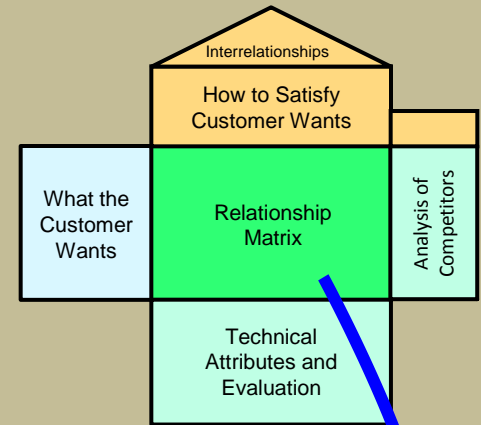 Interrelationships
How to Satisfy
Customer Wants
What the
Customer
Wants
Relationship
Matrix
Analysis of
Competitors
Technical
Attributes and
Evaluation